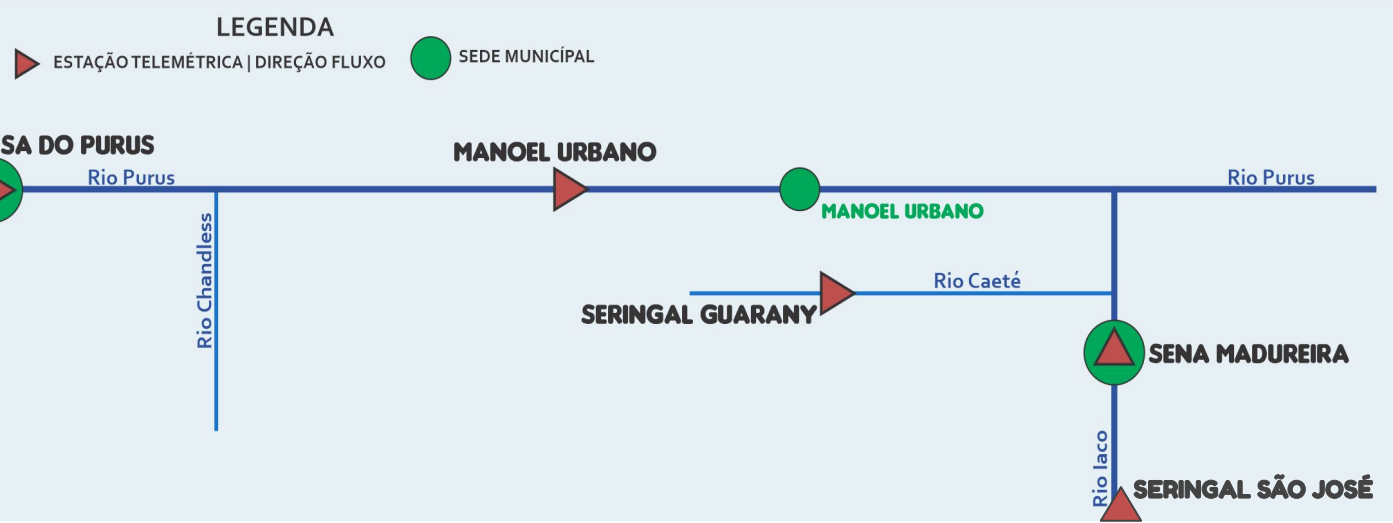 LEGENDA
ESTAÇÃO TELEMÉTRICA | DIREÇÃO FLUXO
SEDE MUNICÍPAL
SA DO PURUS
MANOEL URBANO
Rio Purus
Rio Purus
MANOEL URBANO
Rio Chandless
Rio Caeté
SERINGAL GUARANY
SENA MADUREIRA
Rio Iaco
SERINGAL SÃO JOSÉ